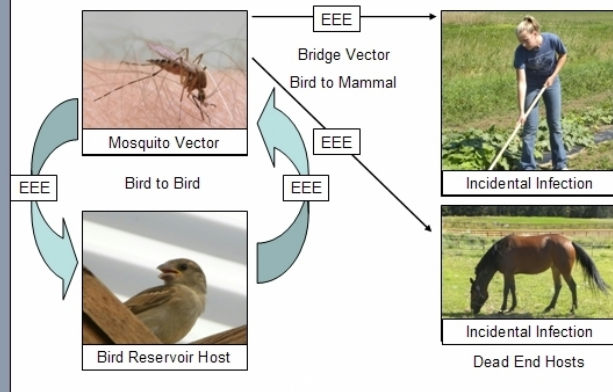 EEE
Bridge Vector
Bird to Mammal
Mosquito Vector
EEE
Incidental Infection
EEE
Bird to Bird
EEE
Bird Reservoir Host
Incidental Infection
Dead End Hosts